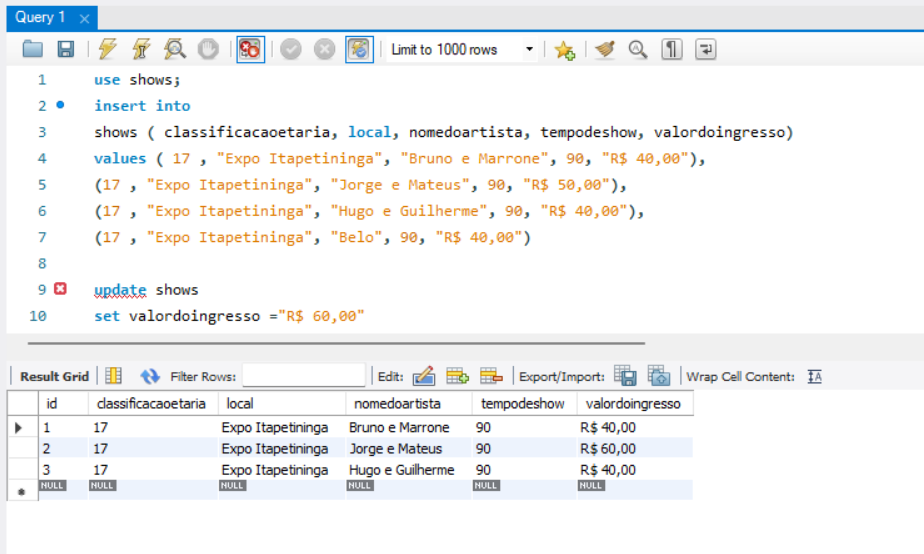 Query 1
Limit to 1000 rows
1 use shows;
2 insert into
3 shows ( classificacaoetaria, local, nomedoartista, tempodeshow, valordoingresso)
4 values ( 17 , "Expo Itapetininga", "Bruno e Marrone", 90, "R$ 40,00"),
5 (17 , "Expo Itapetininga", "Jorge e Mateus", 90, "R$ 50,00"),
6 (17 , "Expo Itapetininga", "Hugo e Guilherme", 90, "R$ 40,00"),
7 (17 , "Expo Itapetininga", "Belo", 90, "R$ 40,00")
8
9 update shows
10 set valordoingresso ="R$ 60,00"
Result Grid Filter Rows: Edit: Export/Import: Wrap Cell Content:
id classificacaoetaria local nomedoartista tempodeshow valordoingresso
1 17 Expo Itapetininga Bruno e Marrone 90 R$ 40,00
2 17 Expo Itapetininga Jorge e Mateus 90 R$ 60,00
3 17 Expo Itapetininga Hugo e Guilherme 90 R$ 40,00
NULL NULL NULL NULL NULL NULL